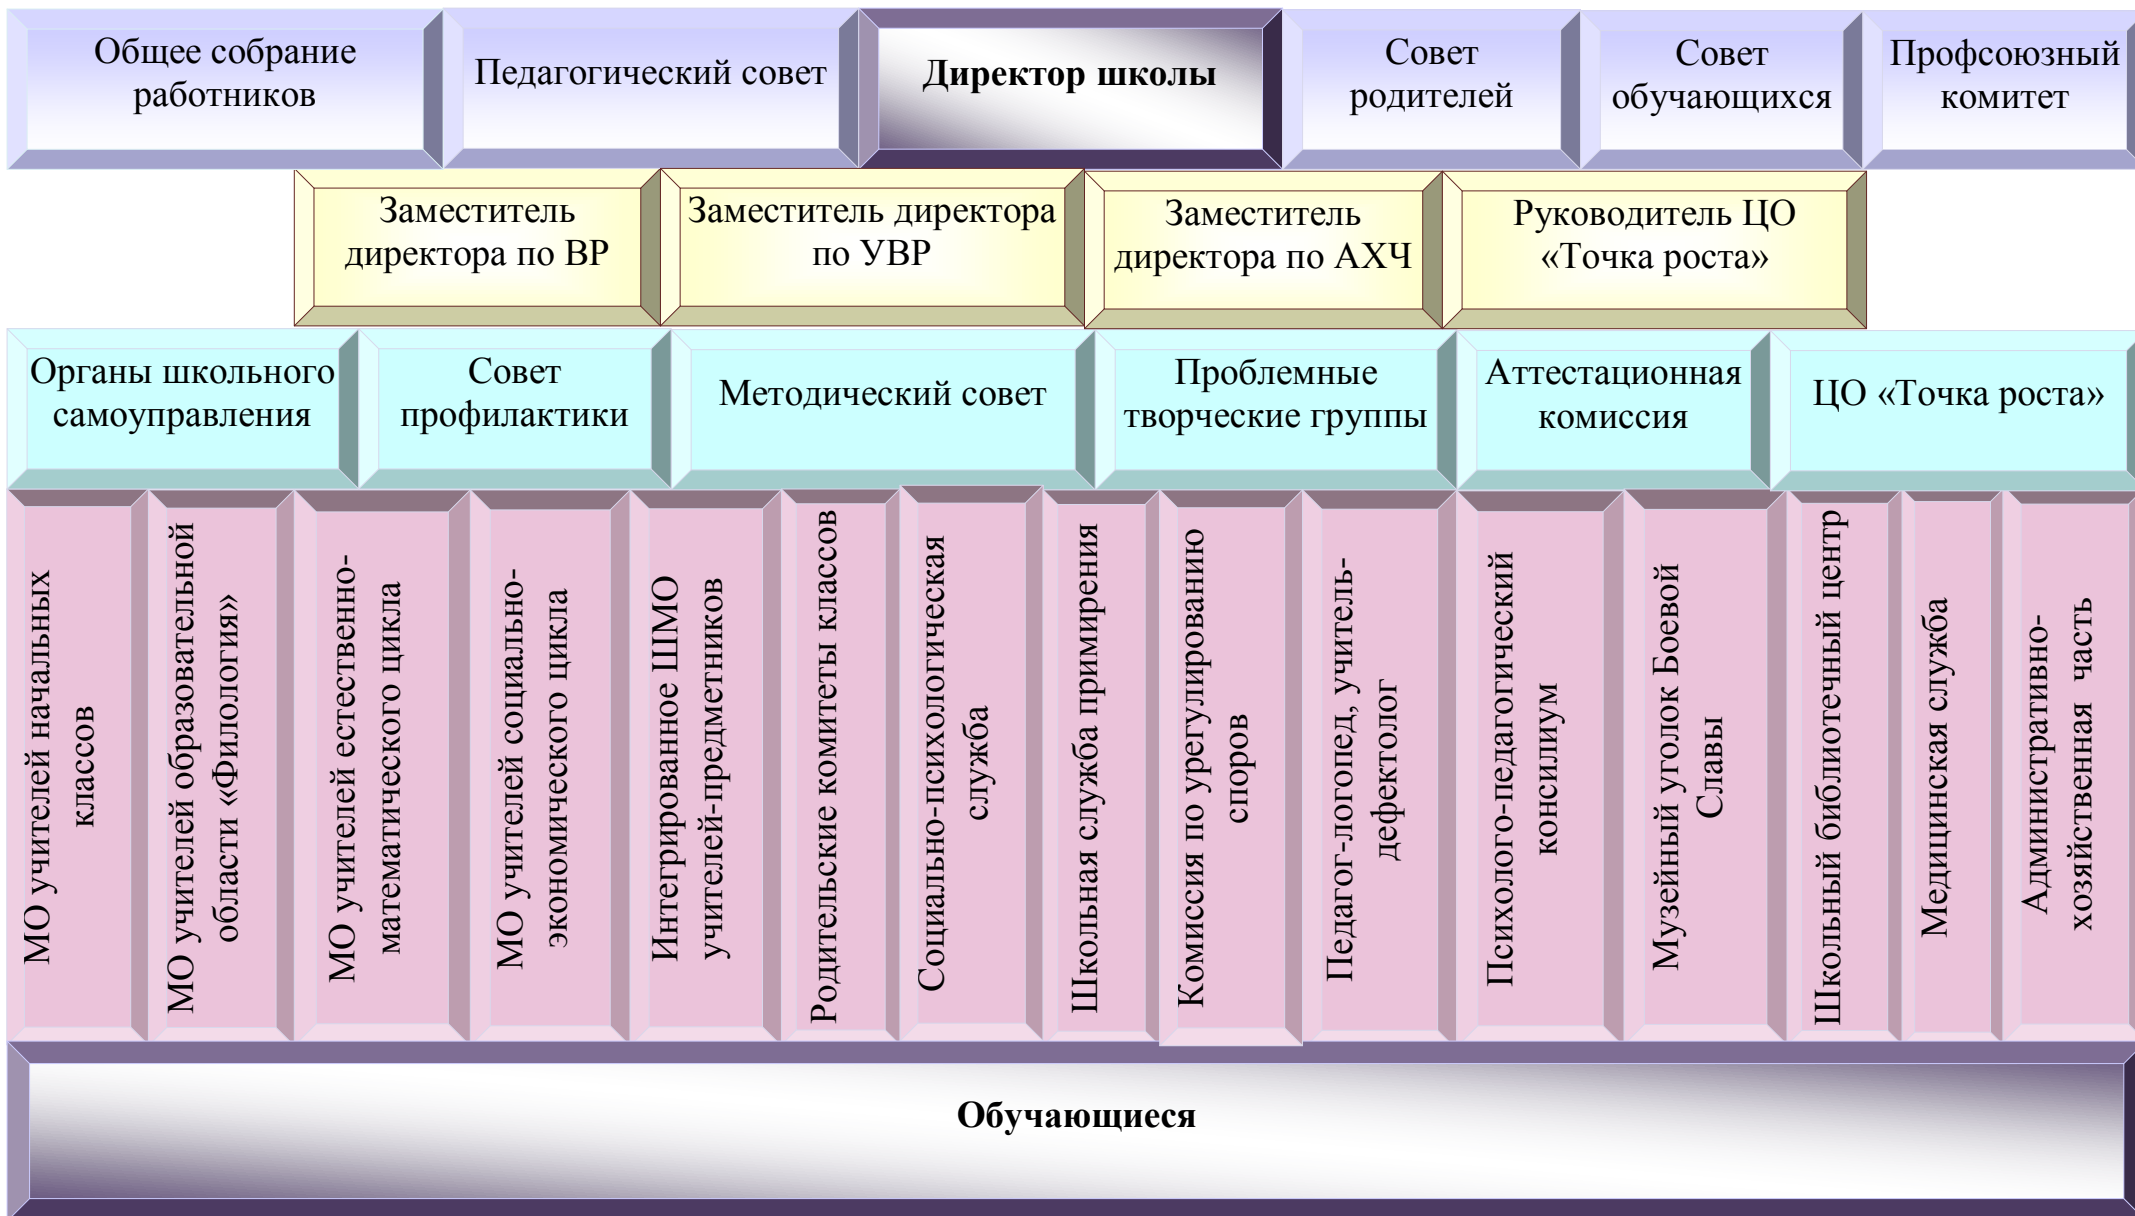 Общее собрание
работников
Педагогический совет
Директор школы
Совет
родителей
Совет
обучающихся
Профсоюзный
комитет
Заместитель
директора по ВР
Заместитель директора
по УВР
Заместитель
директора по АХЧ
Руководитель ЦО
«Точка роста»
Органы школьного
самоуправления
Совет
профилактики
Методический совет
Проблемные
творческие группы
Аттестационная
комиссия
ЦО «Точка роста»
МО учителей начальных
классов
МО учителей образовательной
области «Филология»
МО учителей естественно-
математического цикла
МО учителей социально-
экономического цикла
Интегрированное ШМО
учителей-предметников
Родительские комитеты классов
Социально-психологическая
служба
Школьная служба примирения
Комиссия по урегулированию
споров
Педагог-логопед, учитель-
дефектолог
Психолого-педагогический
консилиум
Музейный уголок Боевой
Славы
Школьный библиотечный центр
Медицинская служба
Административно-
хозяйственная часть
Обучающиеся